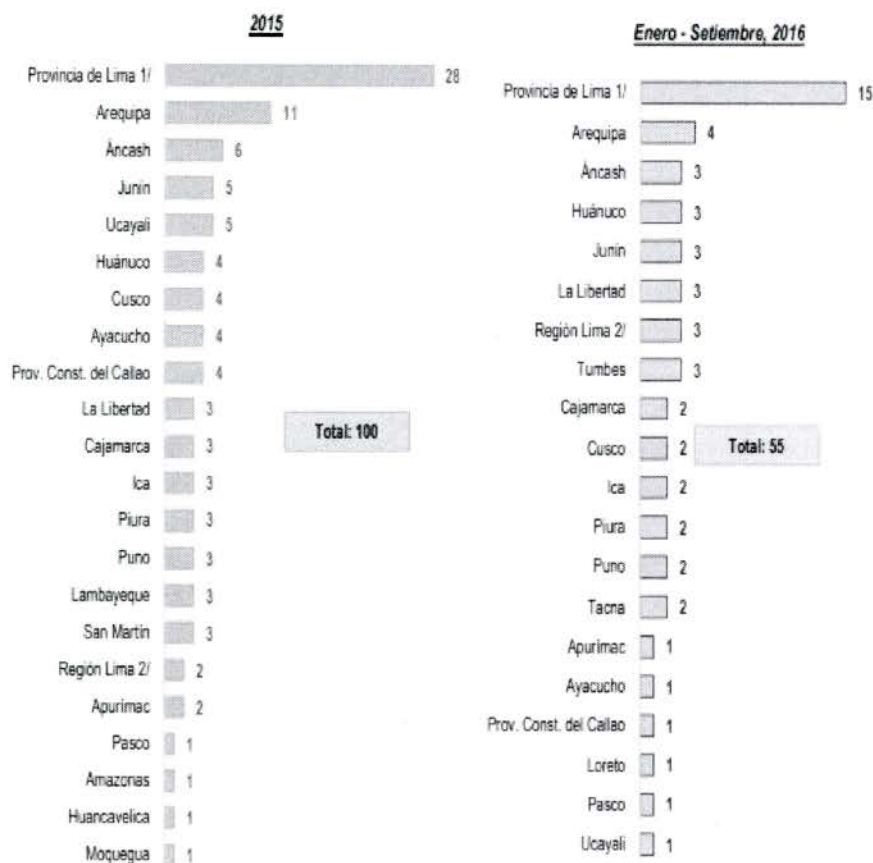 2015
Provincia de Lima 1/ 28
Arequipa 11
Áncash 6
Junín 5
Ucayali 5
Huánuco 4
Cusco 4
Ayacucho 4
Prov. Const. del Callao 4
La Libertad 3
Cajamarca 3
Ica 3
Piura 3
Puno 3
Lambayeque 3
San Martín 3
Región Lima 2/ 2
Apurímac 2
Pasco 1
Amazonas 1
Huancavelica 1
Moquegua 1
Total: 100
Enero - Setiembre, 2016
Provincia de Lima 1/ 15
Arequipa 4
Áncash 3
Huánuco 3
Junín 3
La Libertad 3
Región Lima 2/ 3
Tumbes 3
Cajamarca 2
Cusco 2
Ica 2
Piura 2
Puno 2
Tacna 2
Apurímac 1
Ayacucho 1
Prov. Const. del Callao 1
Loreto 1
Pasco 1
Ucayali 1
Total: 55